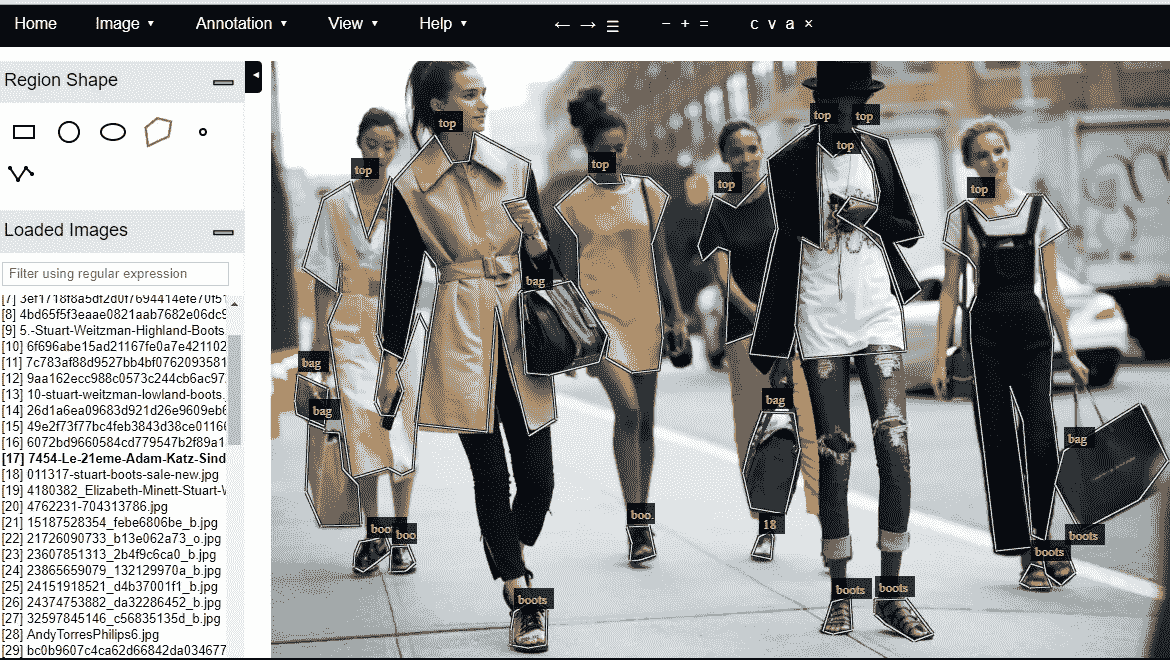 Home Image ▾ Annotation ▾ View ▾ Help ▾ ← → ☰ − + = c v a ×
Region Shape
Loaded Images
Filter using regular expression
[7] 3ef1718f8a5df2d0f7694414efe70f51
[8] 4bd65f5f3eaae0821aab7682e06dc9
[9] 5.-Stuart-Weitzman-Highland-Boots
[10] 6f696abe15ad21167fe0a7e421102
[11] 7c783af88d9527bb4bf0762093581
[12] 9aa162ecc988c0573c244cb6ac97
[13] 10-stuart-weitzman-lowland-boots.
[14] 26d1a6ea09683d921d26e9609eb6
[15] 49e2f73f77bc4feb3843d38ce0116
[16] 6072bd9660584cd779547b2f89a1
[17] 7454-Le-21eme-Adam-Katz-Sind
[18] 011317-stuart-boots-sale-new.jpg
[19] 4180382_Elizabeth-Minett-Stuart-W
[20] 4762231-704313786.jpg
[21] 15187528354_febe6806be_b.jpg
[22] 21726090733_b13e062a73_o.jpg
[23] 23607851313_2b4f9c6ca0_b.jpg
[24] 23865659079_132129970a_b.jpg
[25] 24151918521_d4b37001f1_b.jpg
[26] 24374753882_da32286452_b.jpg
[27] 32597845146_c56835135d_b.jpg
[28] AndyTorresPhilips6.jpg
[29] bc0b9607c4ca62d66842da034677
top
top
top
top
top
top
top
top
bag
bag
bag
bag
bag
boo.
18
boo
boo
boots
boots
boots
boots
boots